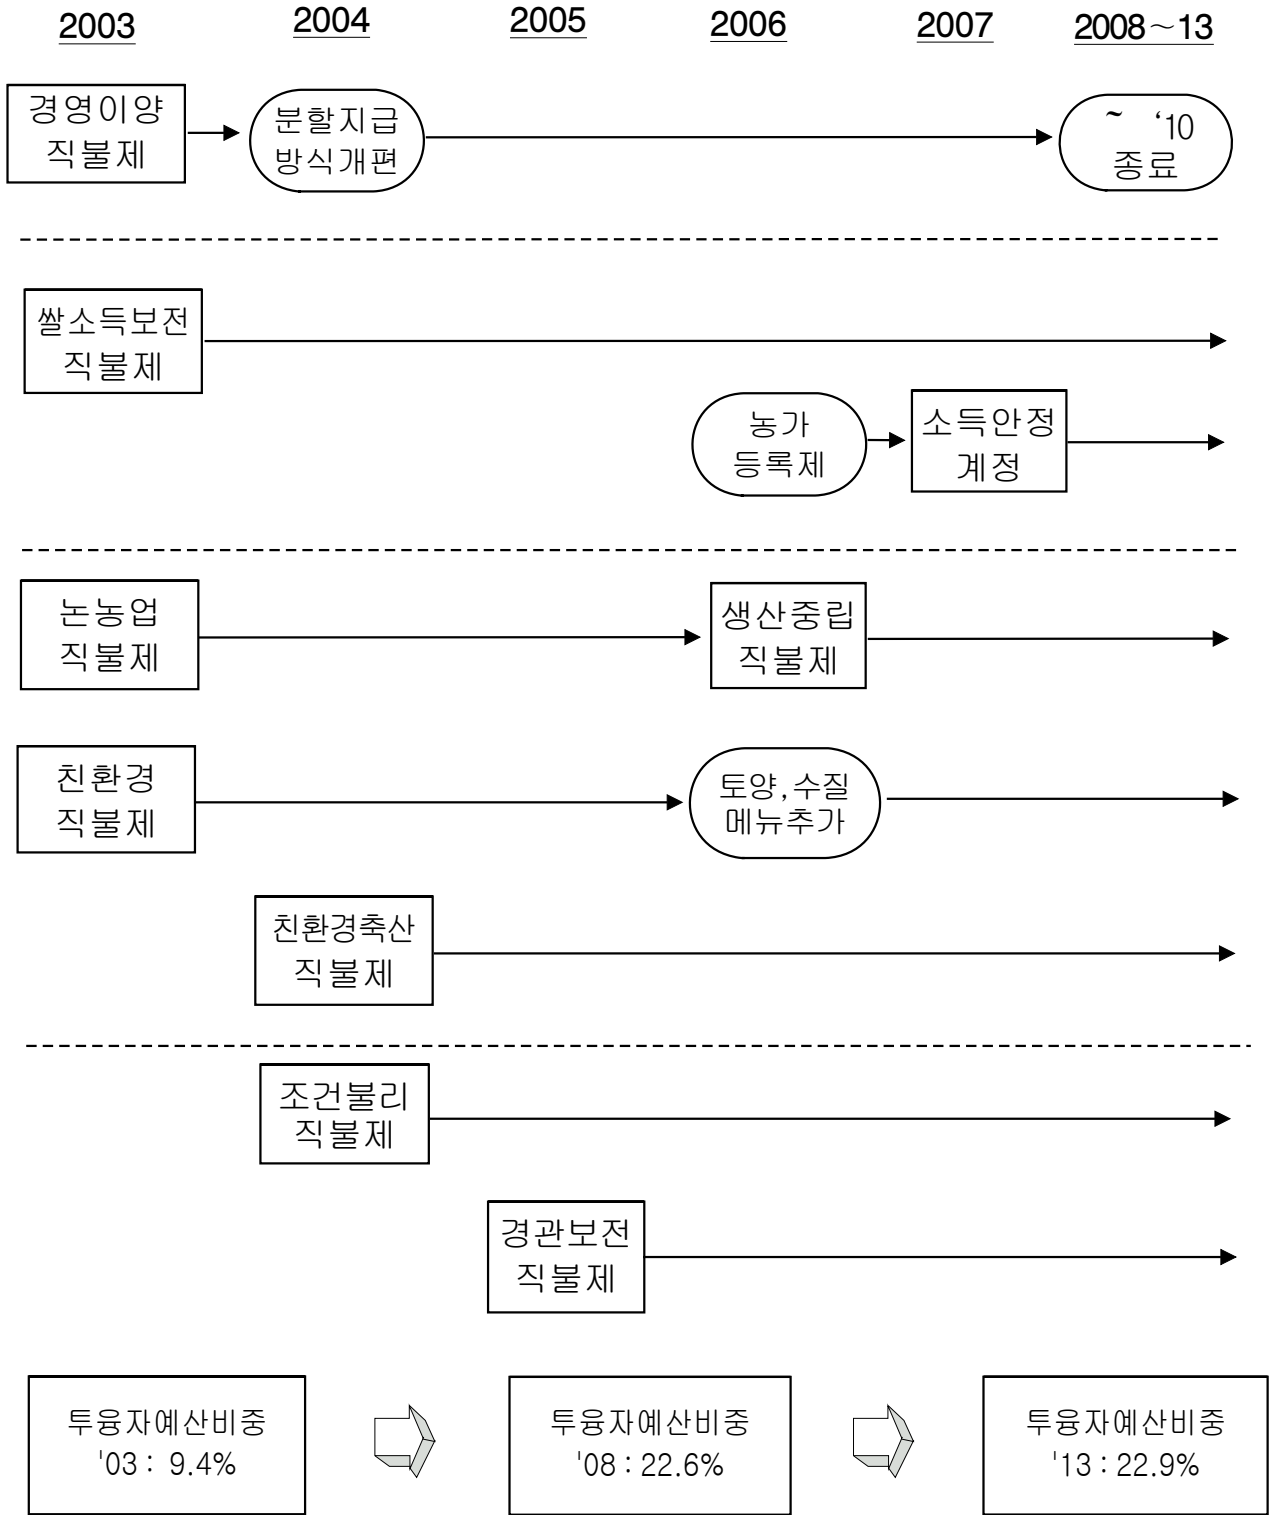 2003 2004 2005 2006 2007 2008~13
경영이양
직불제
분할지급
방식개편
~ ‘10
종료
쌀소득보전
직불제
농가
등록제
소득안정
계정
논농업
직불제
생산중립
직불제
친환경
직불제
토양,수질
메뉴추가
친환경축산
직불제
조건불리
직불제
경관보전
직불제
투융자예산비중
'03 : 9.4%
투융자예산비중
'08 : 22.6%
투융자예산비중
'13 : 22.9%